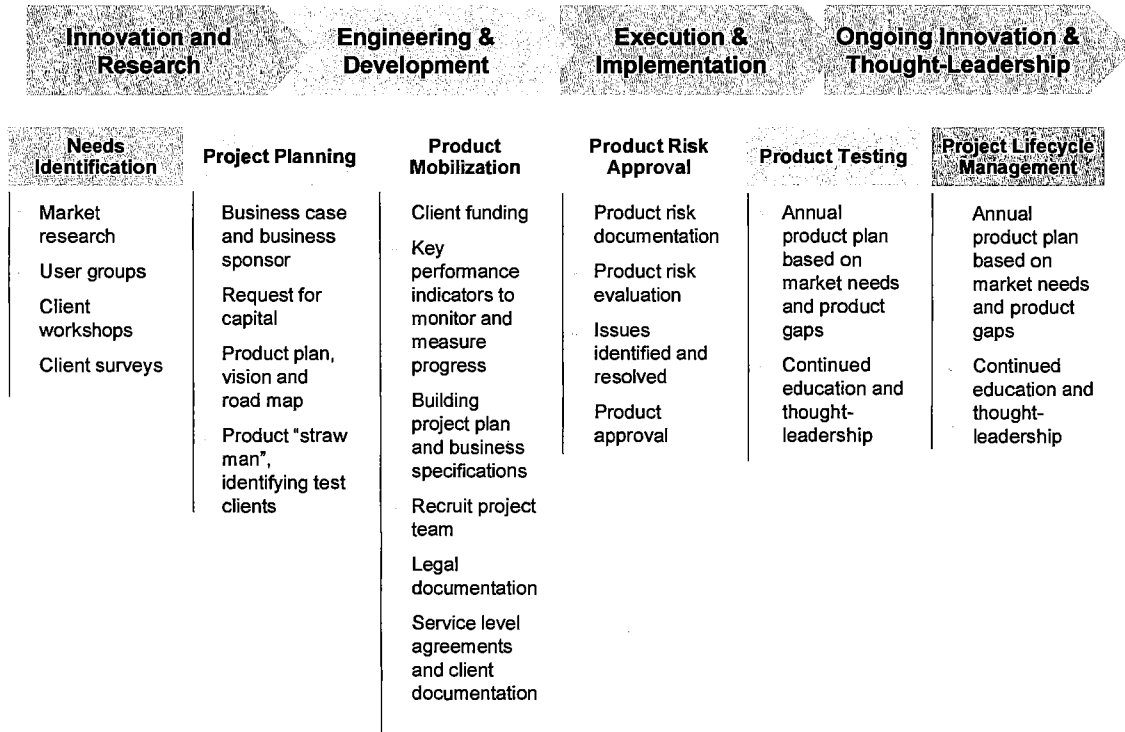 Innovation and
Research
Engineering &
Development
Execution &
Implementation
Ongoing Innovation &
Thought-Leadership
Needs
Identification
Market
research
User groups
Client
workshops
Client surveys
Project Planning
Business case
and business
sponsor
Request for
capital
Product plan,
vision and
road map
Product "straw
man",
identifying test
clients
Product
Mobilization
Client funding
Key
performance
indicators to
monitor and
measure
progress
Building
project plan
and business
specifications
Recruit project
team
Legal
documentation
Service level
agreements
and client
documentation
Product Risk
Approval
Product risk
documentation
Product risk
evaluation
Issues
identified and
resolved
Product
approval
Product Testing
Annual
product plan
based on
market needs
and product
gaps
Continued
education and
thought-
leadership
Project Lifecycle
Management
Annual
product plan
based on
market needs
and product
gaps
Continued
education and
thought-
leadership